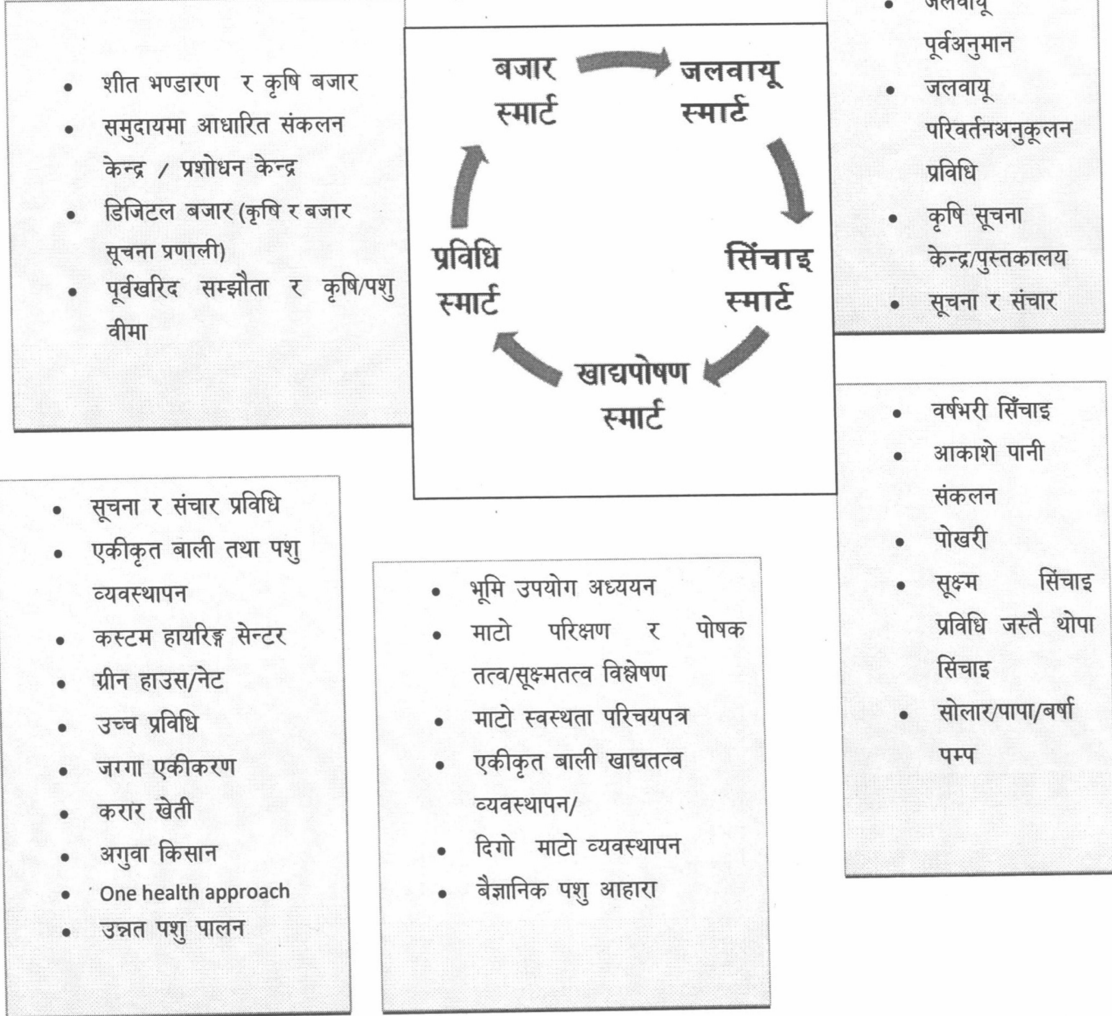 • शीत भण्डारण र कृषि बजार
• समुदायमा आधारित संकलन
केन्द्र / प्रशोधन केन्द्र
• डिजिटल बजार (कृषि र बजार
सूचना प्रणाली)
• पूर्वखरिद सम्झौता र कृषि/पशु
वीमा
बजार
स्मार्ट
जलवायू
स्मार्ट
सिंचाइ
स्मार्ट
खाद्यपोषण
स्मार्ट
प्रविधि
स्मार्ट
• जलवायू
पूर्वअनुमान
• जलवायू
परिवर्तनअनुकूलन
प्रविधि
• कृषि सूचना
केन्द्र/पुस्तकालय
• सूचना र संचार
• वर्षभरी सिँचाइ
• आकाशे पानी
संकलन
• पोखरी
• सूक्ष्म सिंचाइ
प्रविधि जस्तै थोपा
सिंचाइ
• सोलार/पापा/बर्षा
पम्प
• सूचना र संचार प्रविधि
• एकीकृत बाली तथा पशु
व्यवस्थापन
• कस्टम हायरिङ्ग सेन्टर
• ग्रीन हाउस/नेट
• उच्च प्रविधि
• जग्गा एकीकरण
• करार खेती
• अगुवा किसान
• One health approach
• उन्नत पशु पालन
• भूमि उपयोग अध्ययन
• माटो परिक्षण र पोषक
तत्व/सूक्ष्मतत्व विश्लेषण
• माटो स्वस्थता परिचयपत्र
• एकीकृत बाली खाद्यतत्व
व्यवस्थापन/
• दिगो माटो व्यवस्थापन
• बैज्ञानिक पशु आहारा